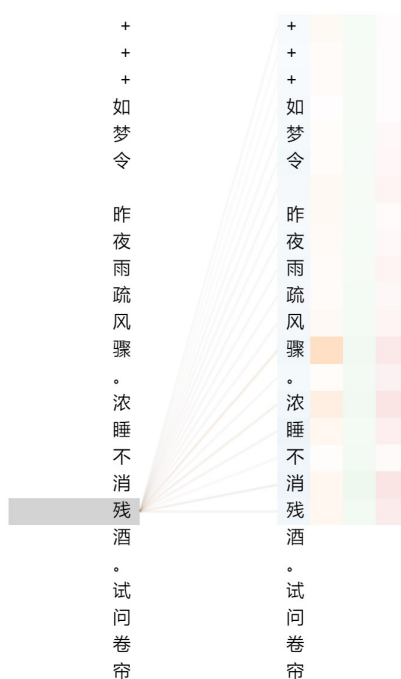 +
+
+
如
梦
令
昨
夜
雨
疏
风
骤
。
浓
睡
不
消
残
酒
。
试
问
卷
帘
+
+
+
如
梦
令
昨
夜
雨
疏
风
骤
。
浓
睡
不
消
残
酒
。
试
问
卷
帘